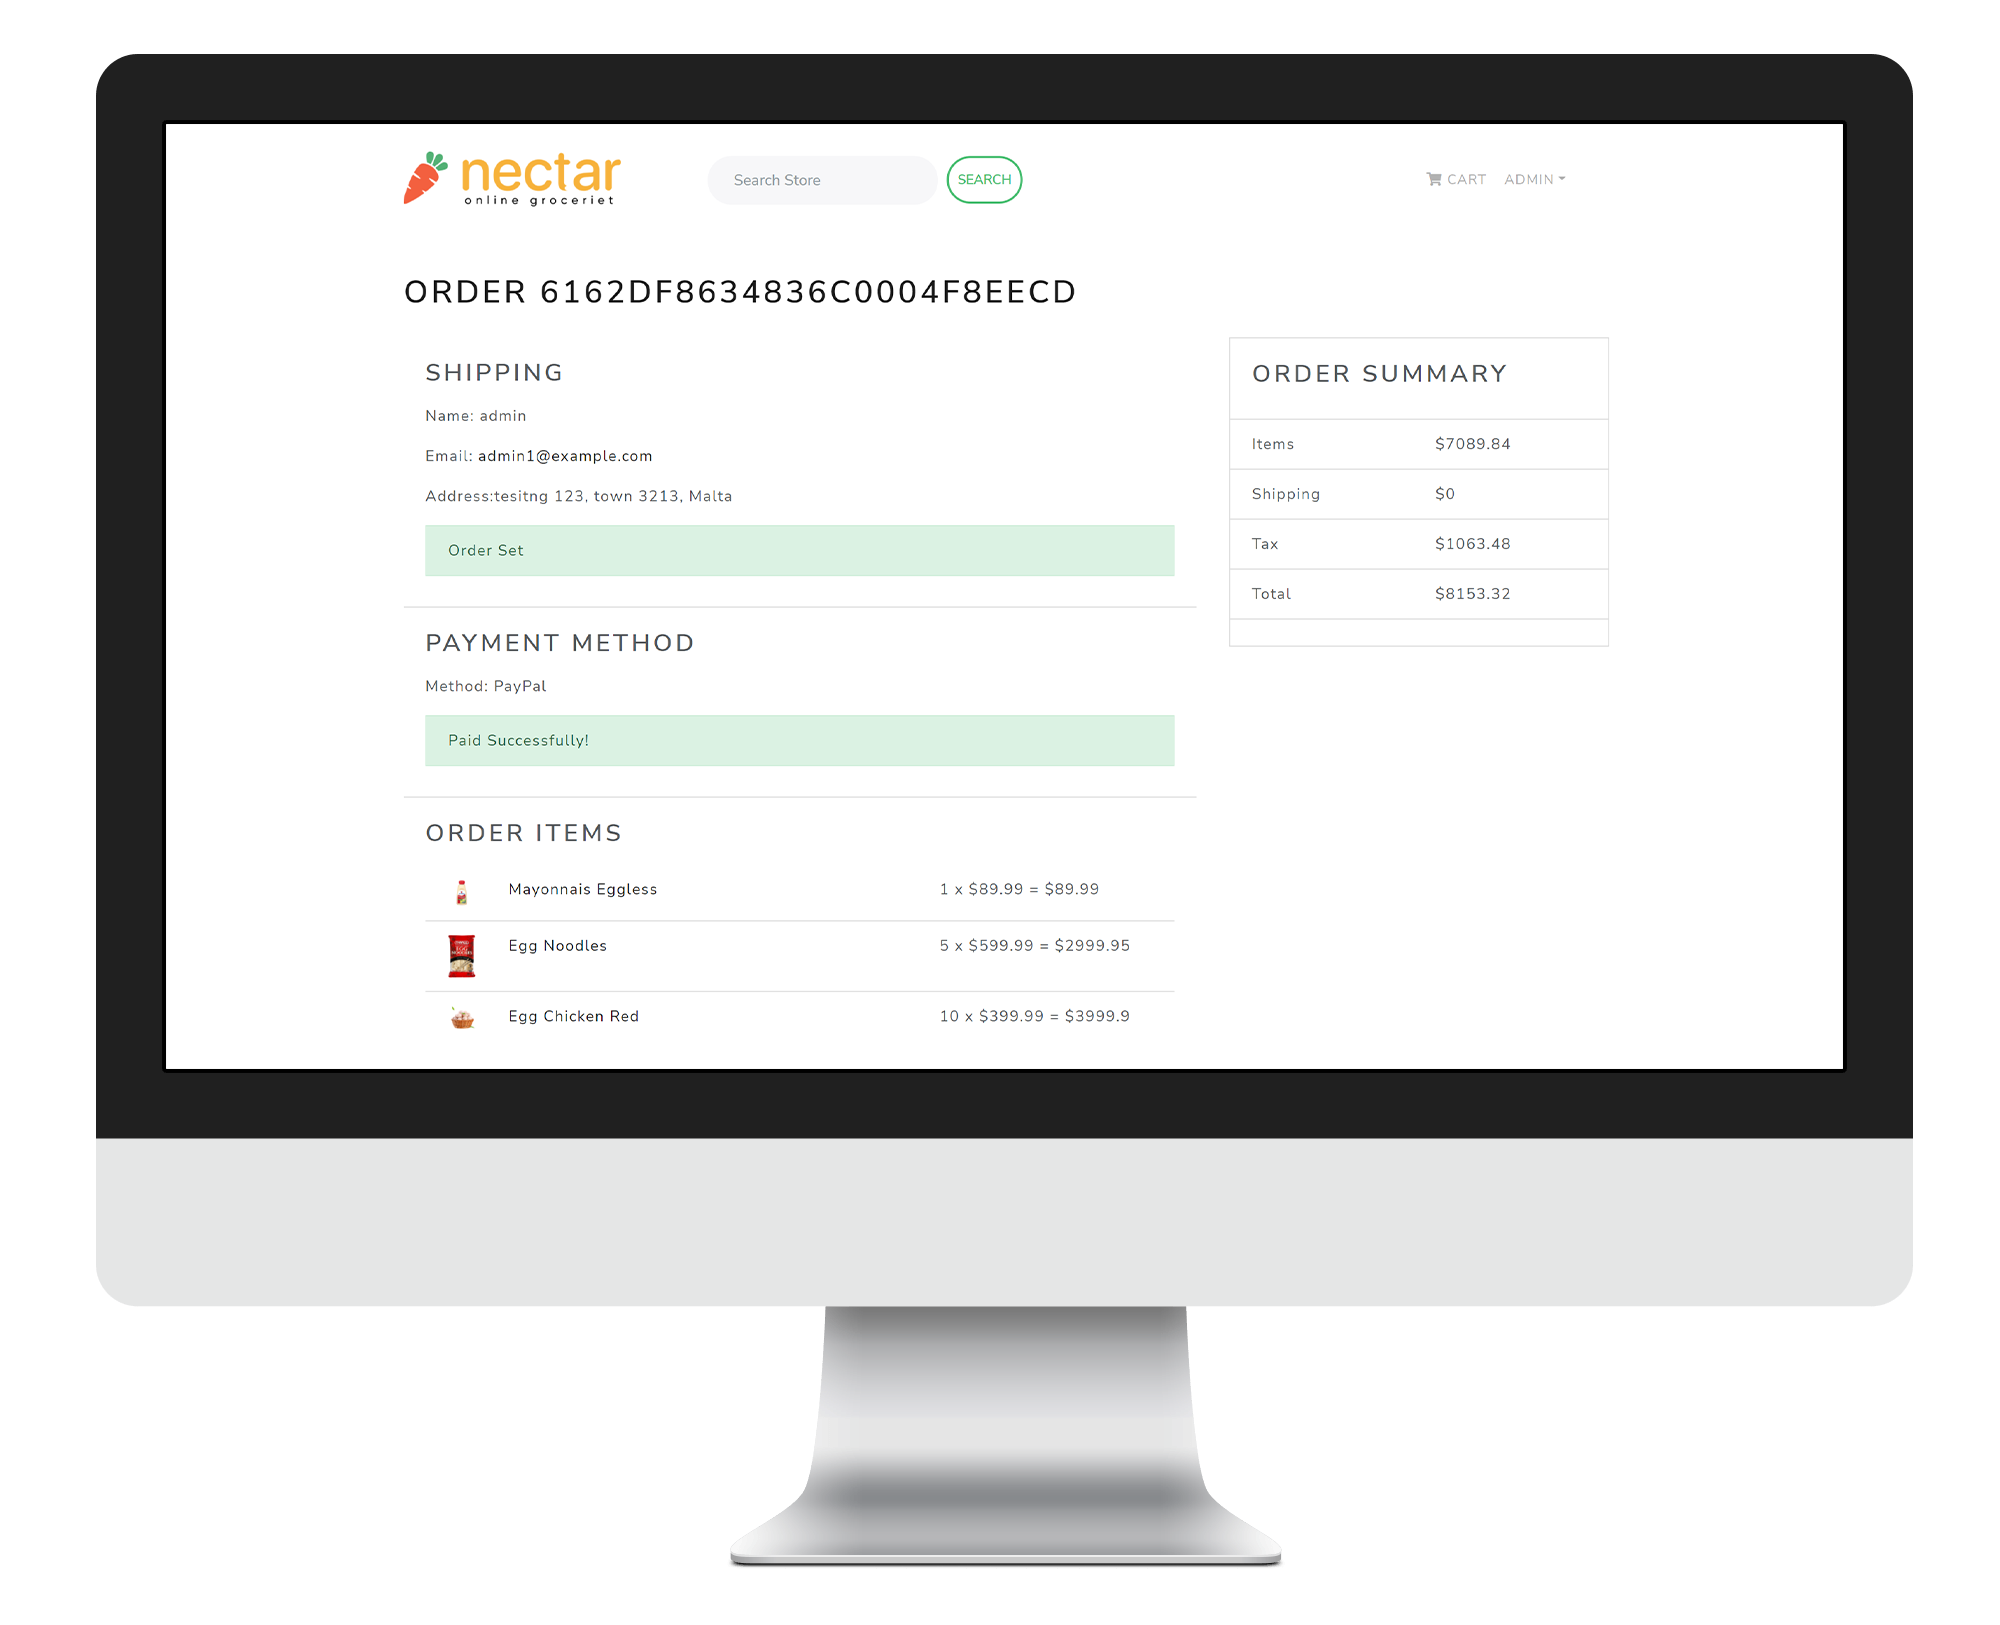 nectar
online groceriet
Search Store
SEARCH
CART
ADMIN
ORDER 6162DF8634836C0004F8EECD
SHIPPING
Name: admin
Email: admin1@example.com
Address:tesitng 123, town 3213, Malta
Order Set
PAYMENT METHOD
Method: PayPal
Paid Successfully!
ORDER ITEMS
Mayonnais Eggless 1 x $89.99 = $89.99
Egg Noodles 5 x $599.99 = $2999.95
EGG
NOODLES
Egg Chicken Red 10 x $399.99 = $3999.9
ORDER SUMMARY
Items $7089.84
Shipping $0
Tax $1063.48
Total $8153.32